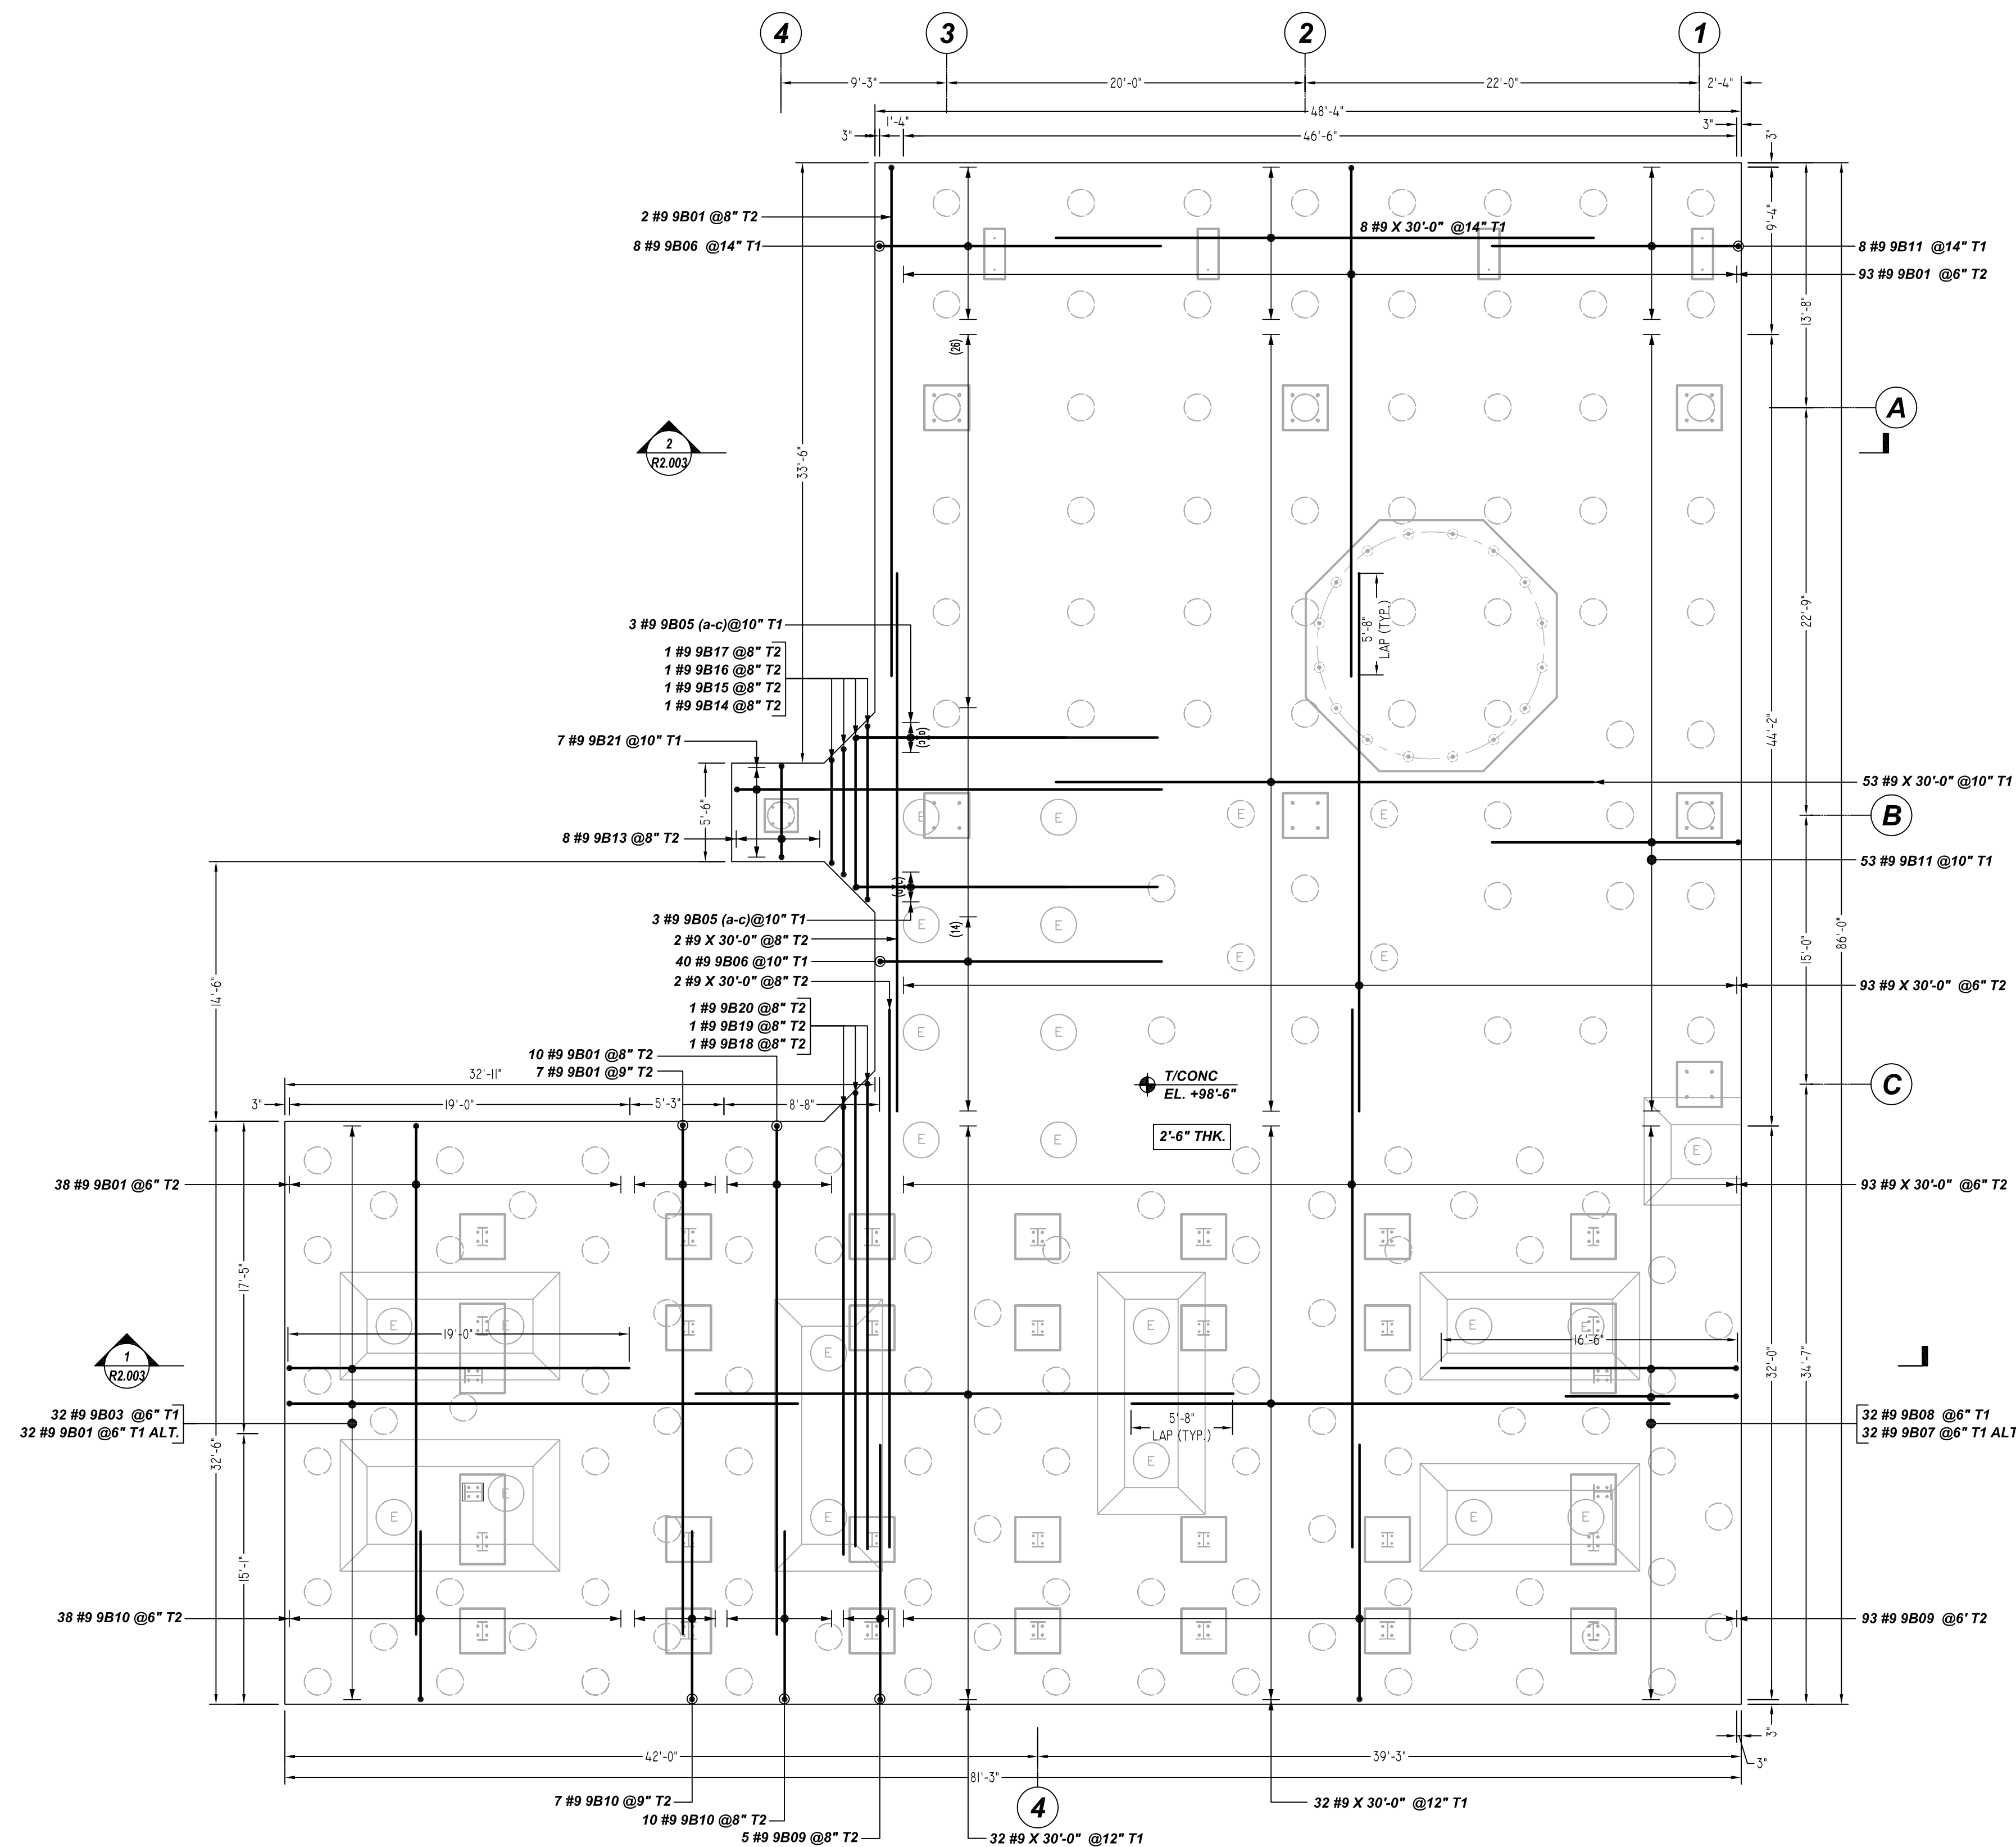 4
3
2
1
9'-3"
20'-0"
22'-0"
2'-4"
48'-4"
1'-4"
3"
46'-6"
3"
3"
2 #9 9B01 @8" T2
8 #9 9B06 @14" T1
8 #9 X 30'-0" @14" T1
8 #9 9B11 @14" T1
93 #9 9B01 @6" T2
9'-4"
13'-8"
(26)
A
2
R2.003
33'-6"
3 #9 9B05 (a-c)@10" T1
1 #9 9B17 @8" T2
1 #9 9B16 @8" T2
1 #9 9B15 @8" T2
1 #9 9B14 @8" T2
5'-8"
LAP (TYP.)
22'-9"
44'-2"
7 #9 9B21 @10" T1
53 #9 X 30'-0" @10" T1
5'-6"
8 #9 9B13 @8" T2
E
E
E
E
B
53 #9 9B11 @10" T1
3 #9 9B05 (a-c)@10" T1
E
E
(14)
2 #9 X 30'-0" @8" T2
40 #9 9B06 @10" T1
E
E
15'-0"
86'-0"
2 #9 X 30'-0" @8" T2
93 #9 X 30'-0" @6" T2
14'-6"
1 #9 9B20 @8" T2
1 #9 9B19 @8" T2
1 #9 9B18 @8" T2
E
E
10 #9 9B01 @8" T2
7 #9 9B01 @9" T2
32'-11"
T/CONC
EL. +98'-6"
C
3"
19'-0"
5'-3"
8'-8"
2'-6" THK.
E
E
E
38 #9 9B01 @6" T2
93 #9 X 30'-0" @6" T2
17'-5"
32'-6"
E
E
E
E
E
E
19'-0"
16'-6"
1
R2.003
32'-0"
34'-7"
32 #9 9B03 @6" T1
32 #9 9B01 @6" T1 ALT.
5'-8"
LAP (TYP.)
32 #9 9B08 @6" T1
32 #9 9B07 @6" T1 ALT
E
E
E
E
E
E
15'-1"
38 #9 9B10 @6" T2
93 #9 9B09 @6' T2
3"
3"
42'-0"
39'-3"
81'-3"
4
7 #9 9B10 @9" T2
10 #9 9B10 @8" T2
5 #9 9B09 @8" T2
32 #9 X 30'-0" @12" T1
32 #9 X 30'-0" @12" T1